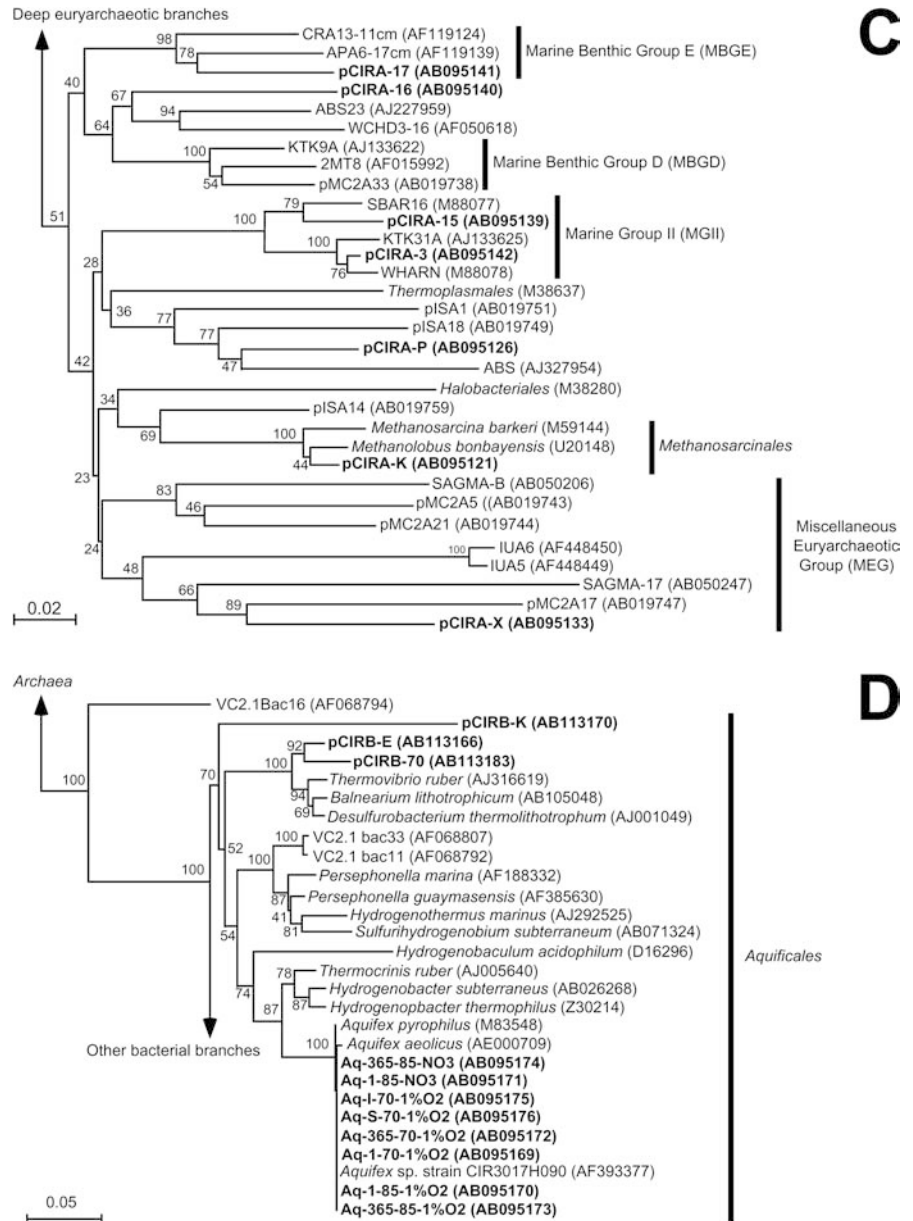 Deep euryarchaeotic branches
C
CRA13-11cm (AF119124)
98
APA6-17cm (AF119139)
Marine Benthic Group E (MBGE)
78
pCIRA-17 (AB095141)
40
pCIRA-16 (AB095140)
67
ABS23 (AJ227959)
94
64
WCHD3-16 (AF050618)
KTK9A (AJ133622)
100
2MT8 (AF015992)
Marine Benthic Group D (MBGD)
54
pMC2A33 (AB019738)
51
SBAR16 (M88077)
79
pCIRA-15 (AB095139)
100
KTK31A (AJ133625)
Marine Group II (MGII)
100
pCIRA-3 (AB095142)
28
76
WHARN (M88078)
Thermoplasmales (M38637)
36
pISA1 (AB019751)
77
pISA18 (AB019749)
77
pCIRA-P (AB095126)
42
47
ABS (AJ327954)
Halobacteriales (M38280)
34
pISA14 (AB019759)
69
Methanosarcina barkeri (M59144)
100
Methanolobus bonbayensis (U20148)
Methanosarcinales
44
pCIRA-K (AB095121)
23
SAGMA-B (AB050206)
83
pMC2A5 ((AB019743)
46
pMC2A21 (AB019744)
Miscellaneous
Euryarchaeotic
Group (MEG)
24
IUA6 (AF448450)
100
IUA5 (AF448449)
48
SAGMA-17 (AB050247)
66
pMC2A17 (AB019747)
89
pCIRA-X (AB095133)
0.02
D
Archaea
VC2.1Bac16 (AF068794)
pCIRB-K (AB113170)
pCIRB-E (AB113166)
92
100
70
100
pCIRB-70 (AB113183)
Thermovibrio ruber (AJ316619)
94
Balnearium lithotrophicum (AB105048)
69
Desulfurobacterium thermolithotrophum (AJ001049)
100
VC2.1 bac33 (AF068807)
52
100
VC2.1 bac11 (AF068792)
100
Persephonella marina (AF188332)
87
Persephonella guaymasensis (AF385630)
41
Hydrogenothermus marinus (AJ292525)
54
81
Sulfurihydrogenobium subterraneum (AB071324)
Hydrogenobaculum acidophilum (D16296)
Aquificales
78
Thermocrinis ruber (AJ005640)
74
Hydrogenobacter subterraneus (AB026268)
87
87
Hydrogenopbacter thermophilus (Z30214)
Aquifex pyrophilus (M83548)
100
Aquifex aeolicus (AE000709)
Other bacterial branches
Aq-365-85-NO3 (AB095174)
Aq-1-85-NO3 (AB095171)
Aq-I-70-1%O2 (AB095175)
Aq-S-70-1%O2 (AB095176)
Aq-365-70-1%O2 (AB095172)
Aq-1-70-1%O2 (AB095169)
Aquifex sp. strain CIR3017H090 (AF393377)
Aq-1-85-1%O2 (AB095170)
Aq-365-85-1%O2 (AB095173)
0.05